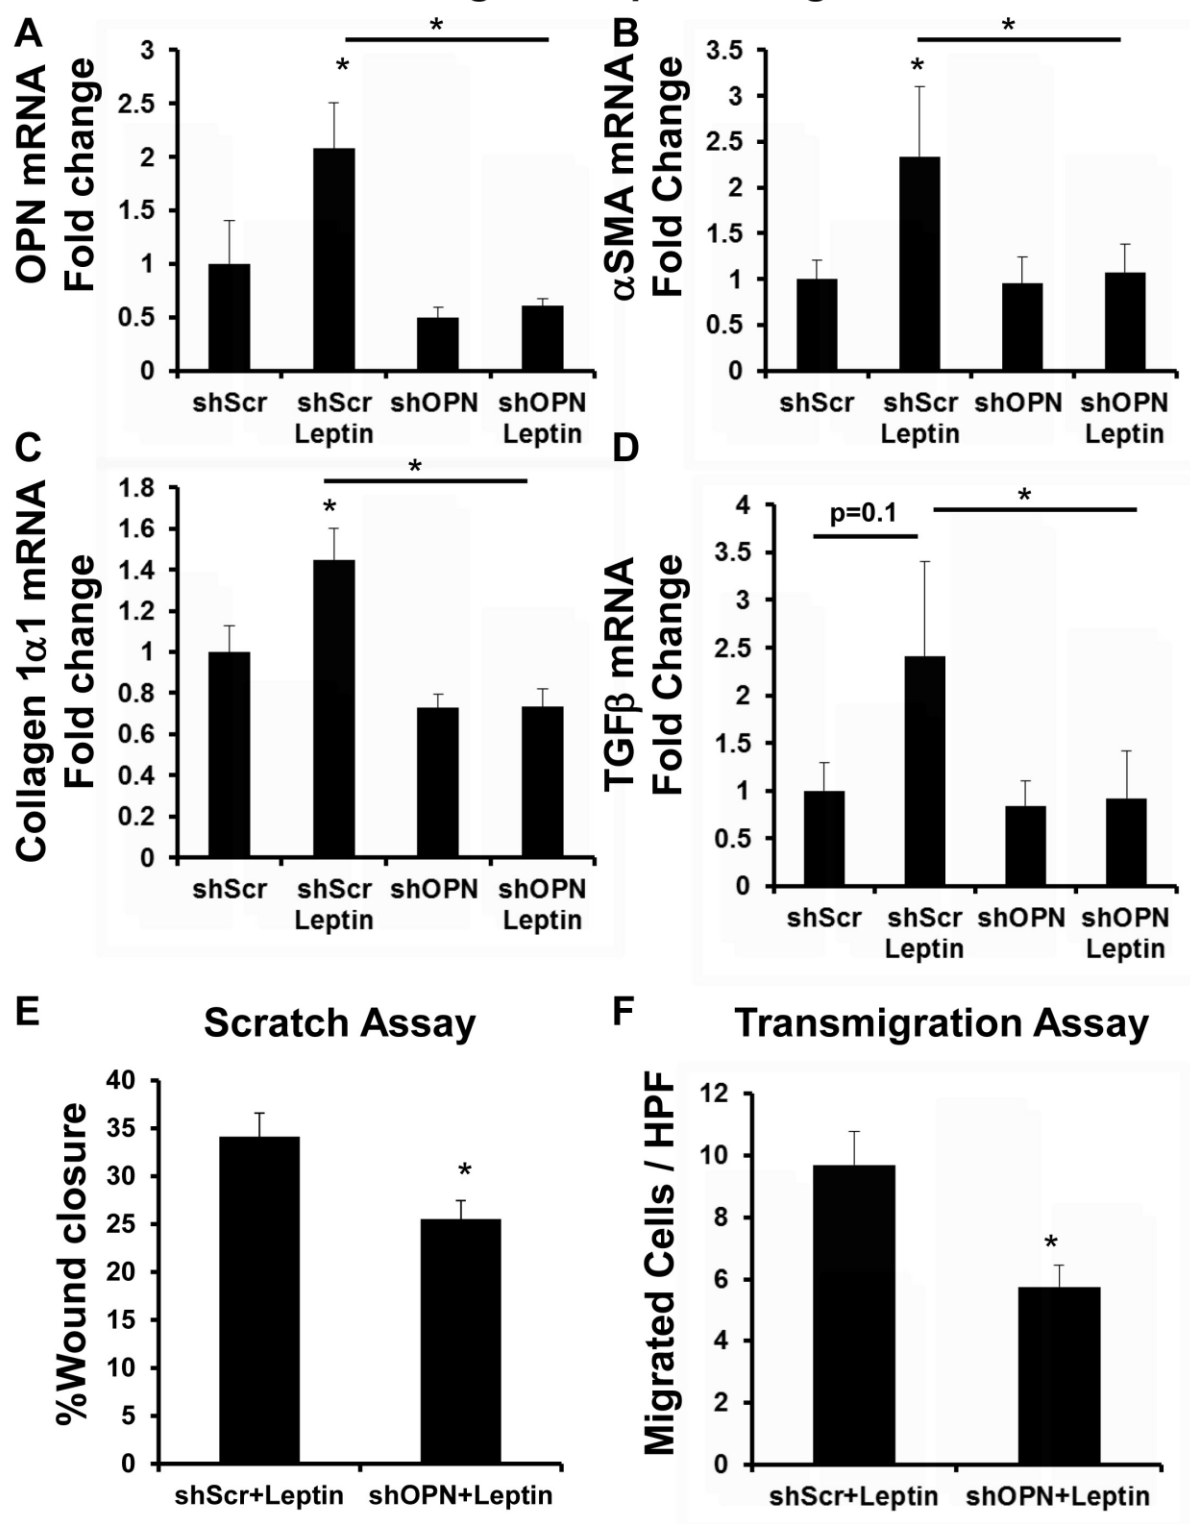 A
OPN mRNA
Fold change
3
2.5
2
1.5
1
0.5
0
*
*
shScr
shScr
Leptin
shOPN
shOPN
Leptin
B
αSMA mRNA
Fold Change
3.5
3
2.5
2
1.5
1
0.5
0
*
*
shScr
shScr
Leptin
shOPN
shOPN
Leptin
C
Collagen 1α1 mRNA
Fold change
1.8
1.6
1.4
1.2
1
0.8
0.6
0.4
0.2
0
*
*
shScr
shScr
Leptin
shOPN
shOPN
Leptin
D
TGFβ mRNA
Fold Change
4
3.5
3
2.5
2
1.5
1
0.5
0
p=0.1
*
shScr
shScr
Leptin
shOPN
shOPN
Leptin
E
Scratch Assay
%Wound closure
40
35
30
25
20
15
10
5
0
*
shScr+Leptin
shOPN+Leptin
F
Transmigration Assay
Migrated Cells / HPF
12
10
8
6
4
2
0
*
shScr+Leptin
shOPN+Leptin